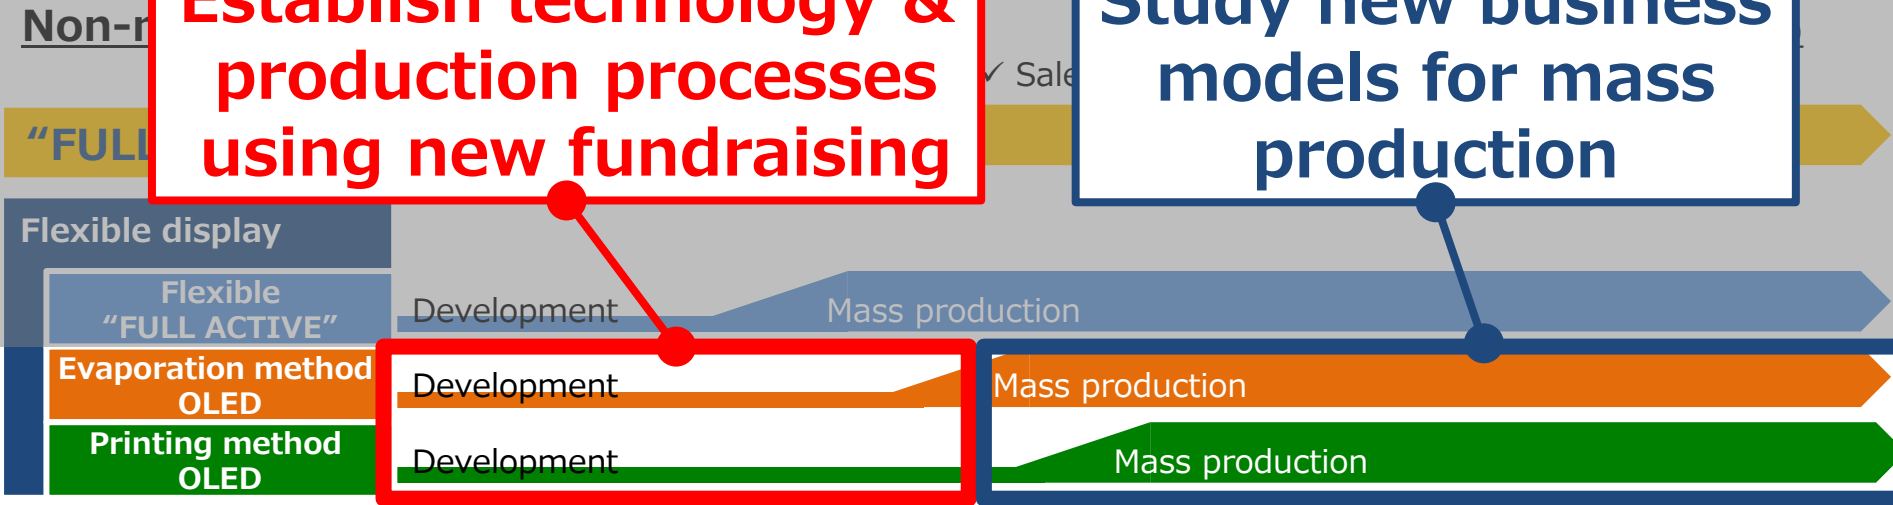 Establish technology &
production processes
using new fundraising
Study new business
models for mass
production
Non-
✓ Sale
“FULL
Flexible display
Flexible
“FULL ACTIVE”
Development
Mass production
Evaporation method
OLED
Development
Mass production
Printing method
OLED
Development
Mass production